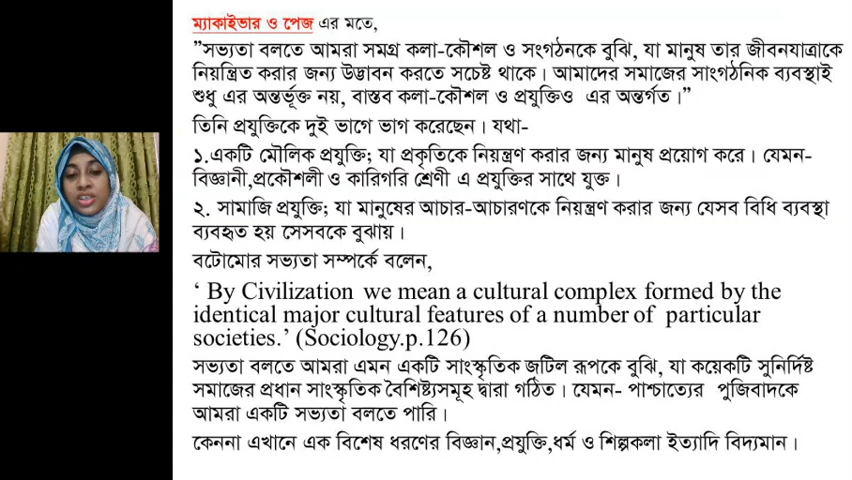 ম্যাকাইভার ও পেজ এর মতে,
”সভ্যতা বলতে আমরা সমগ্র কলা-কৌশল ও সংগঠনকে বুঝি, যা মানুষ তার জীবনযাত্রাকে
নিয়ন্ত্রিত করার জন্য উদ্ভাবন করতে সচেষ্ট থাকে। আমাদের সমাজের সাংগঠনিক ব্যবস্থাই
শুধু এর অন্তর্ভূক্ত নয়, বাস্তব কলা-কৌশল ও প্রযুক্তিও এর অন্তর্গত।”
তিনি প্রযুক্তিকে দুই ভাগে ভাগ করেছেন। যথা-
১.একটি মৌলিক প্রযুক্তি; যা প্রকৃতিকে নিয়ন্ত্রণ করার জন্য মানুষ প্রয়োগ করে। যেমন-
বিজ্ঞানী,প্রকৌশলী ও কারিগরি শ্রেণী এ প্রযুক্তির সাথে যুক্ত।
২. সামাজি প্রযুক্তি; যা মানুষের আচার-আচারণকে নিয়ন্ত্রণ করার জন্য যেসব বিধি ব্যবস্থা
ব্যবহৃত হয় সেসবকে বুঝায়।
বটোমোর সভ্যতা সম্পর্কে বলেন,
‘ By Civilization we mean a cultural complex formed by the
identical major cultural features of a number of particular
societies.’ (Sociology.p.126)
সভ্যতা বলতে আমরা এমন একটি সাংস্কৃতিক জটিল রূপকে বুঝি, যা কয়েকটি সুনির্দিষ্ট
সমাজের প্রধান সাংস্কৃতিক বৈশিষ্ট্যসমূহ দ্বারা গঠিত। যেমন- পাশ্চাত্যের পুজিবাদকে
আমরা একটি সভ্যতা বলতে পারি।
কেননা এখানে এক বিশেষ ধরণের বিজ্ঞান,প্রযুক্তি,ধর্ম ও শিল্পকলা ইত্যাদি বিদ্যমান।